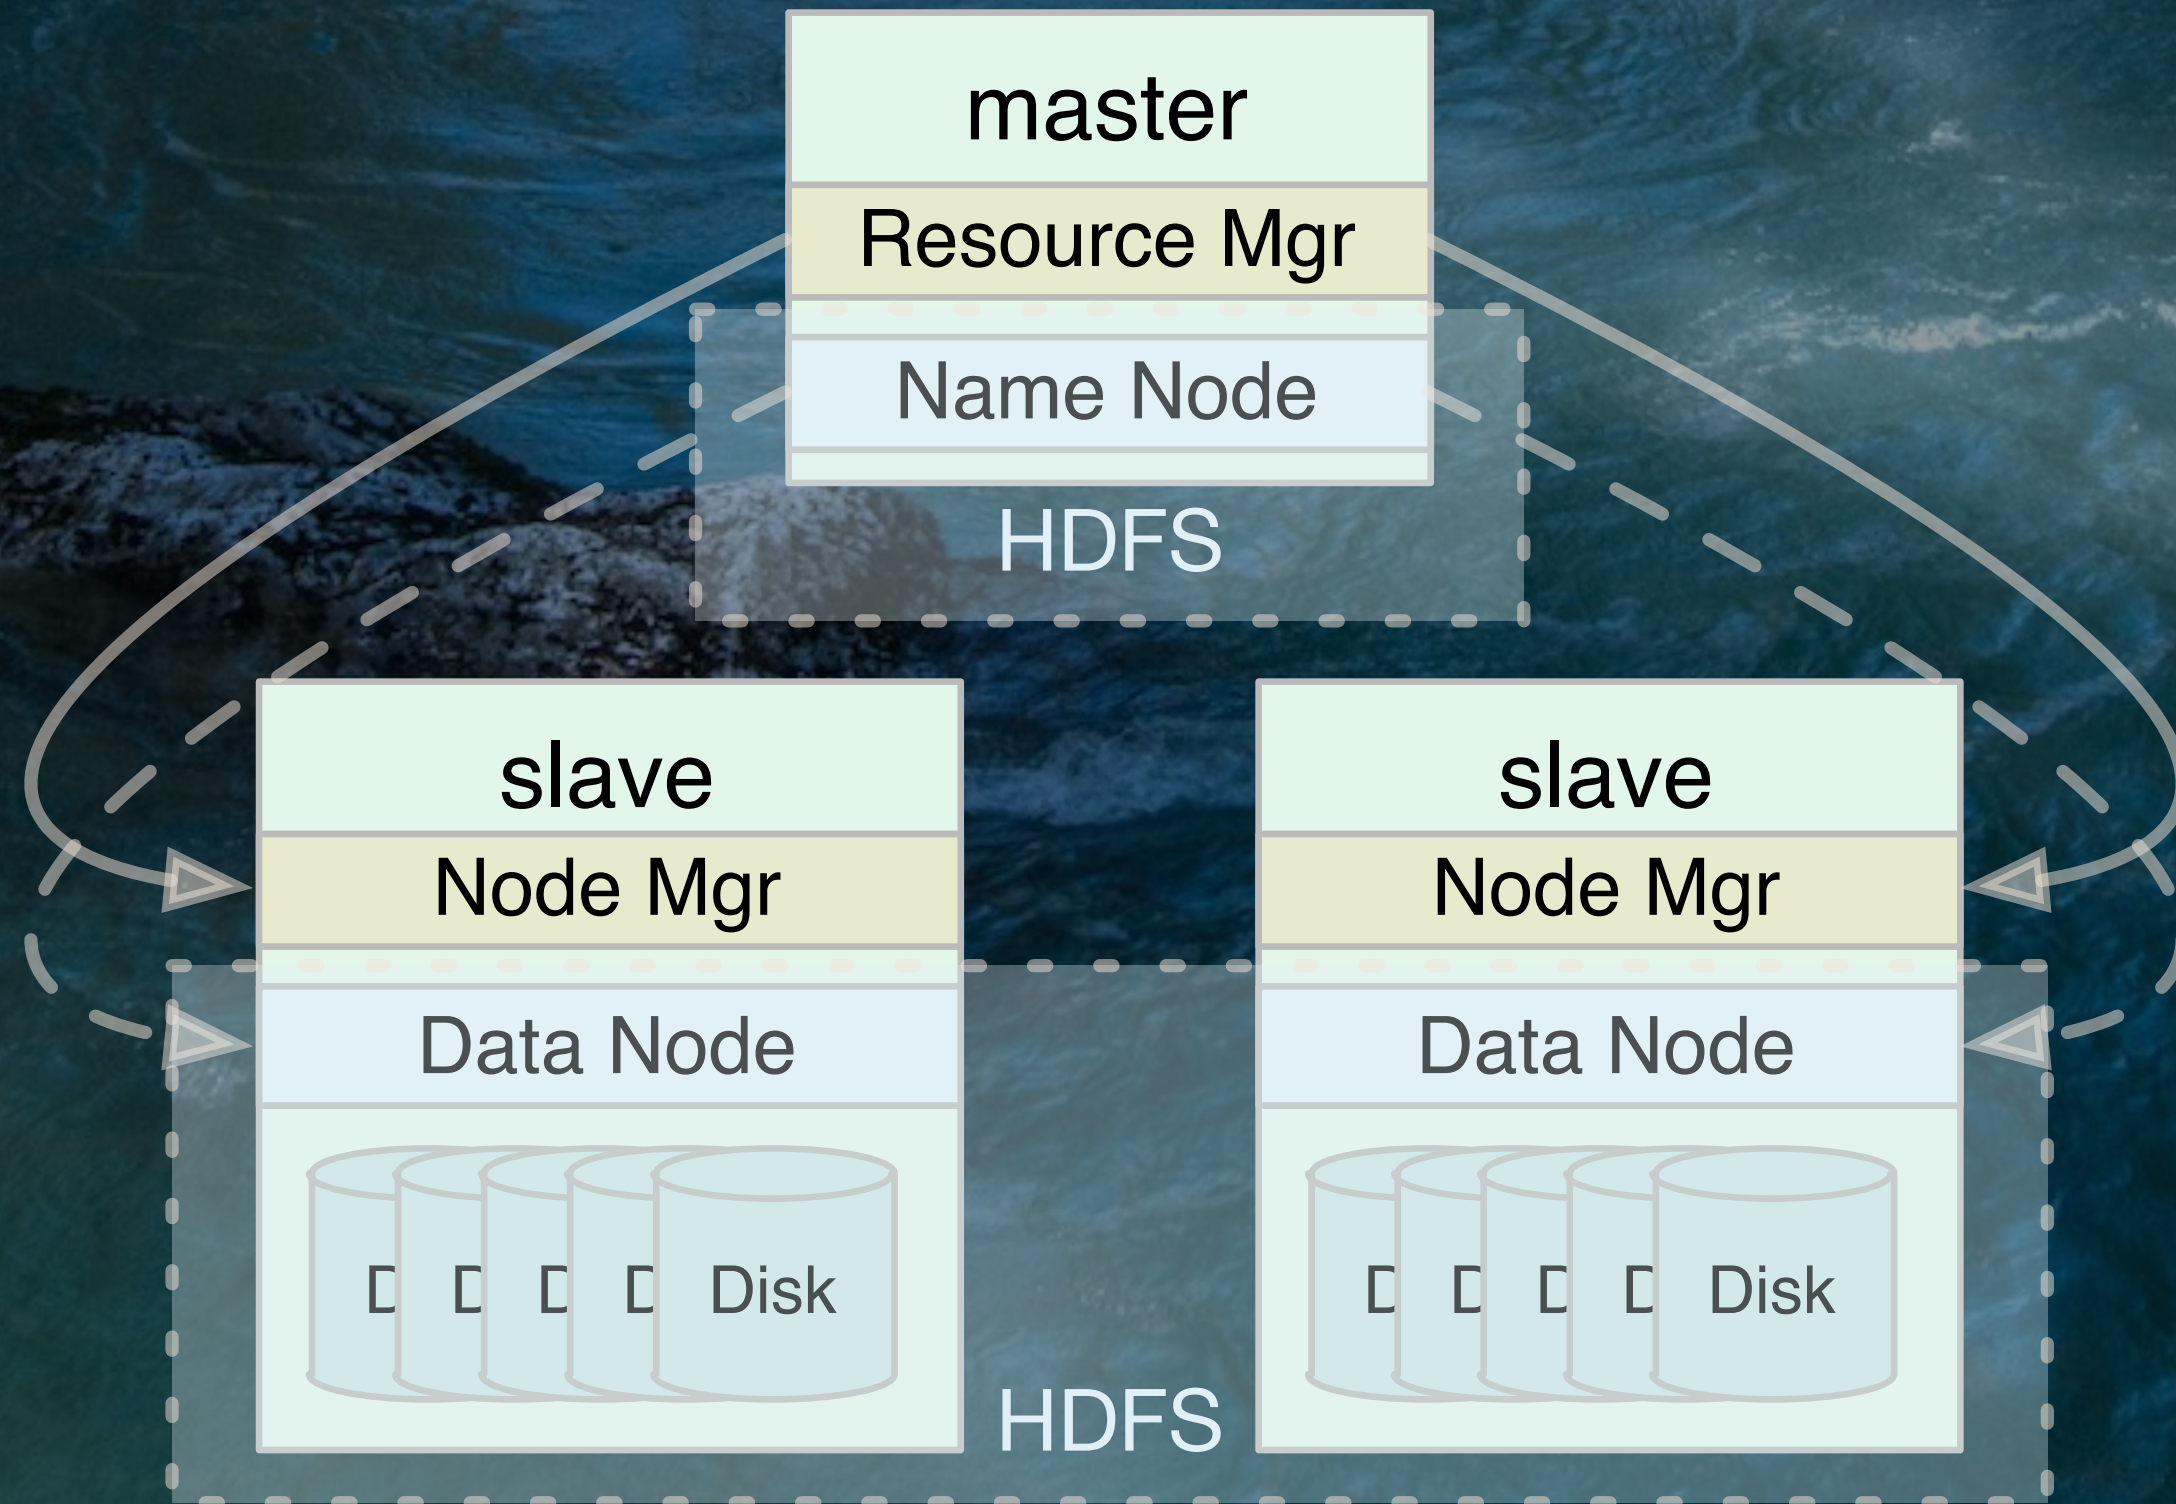 master
Resource Mgr
Name Node
HDFS
slave
Node Mgr
Data Node
D D D D Disk
slave
Node Mgr
Data Node
D D D D Disk
HDFS